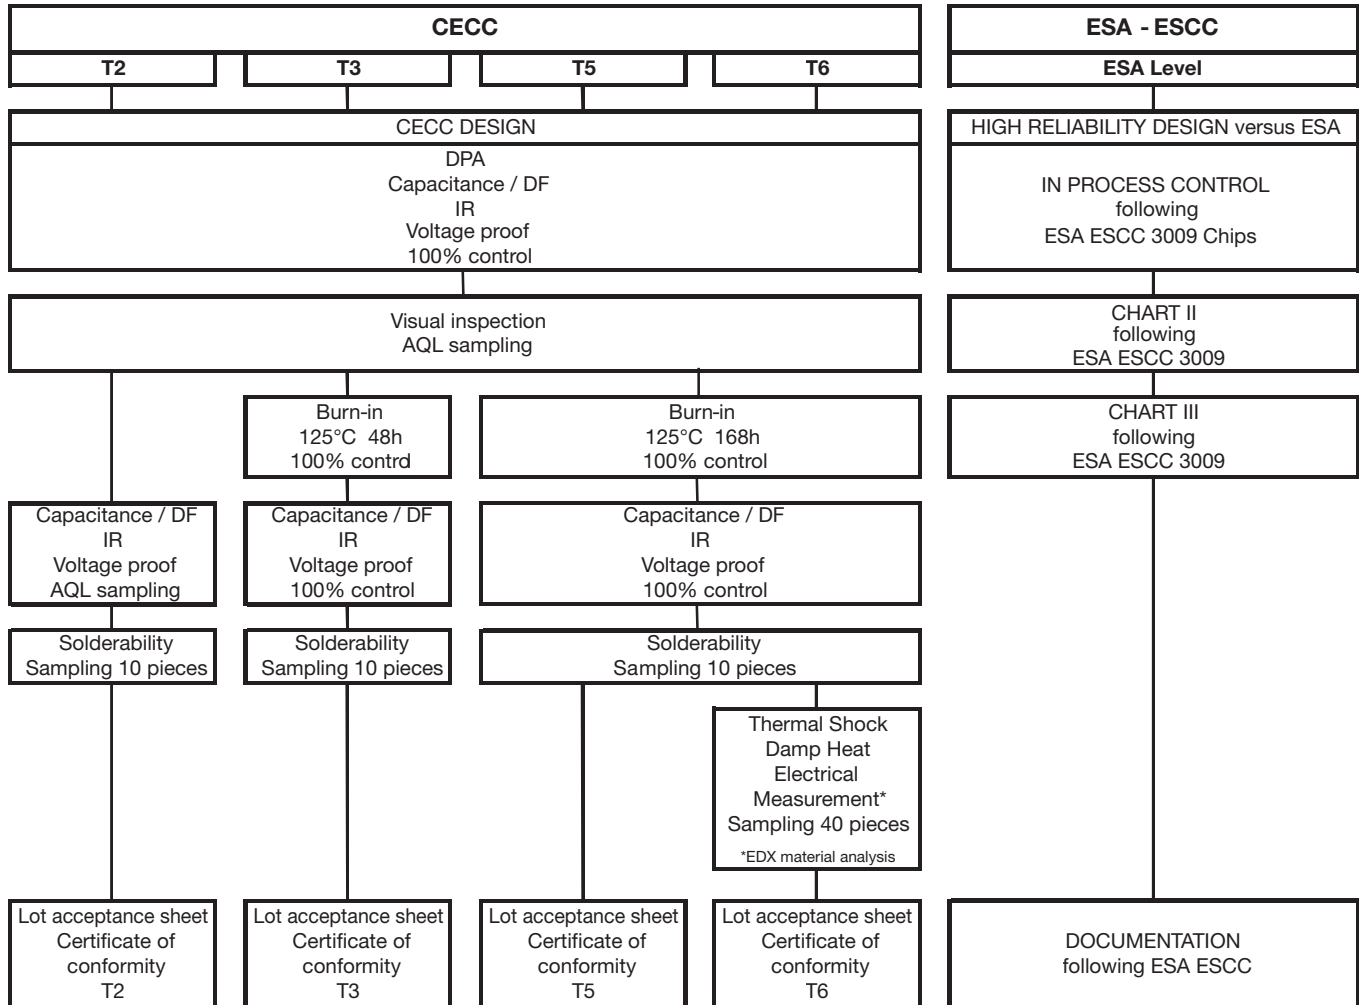 CECC
ESA - ESCC
T2
T3
T5
T6
ESA Level
CECC DESIGN
HIGH RELIABILITY DESIGN versus ESA
DPA
Capacitance / DF
IR
Voltage proof
100% control
IN PROCESS CONTROL
following
ESA ESCC 3009 Chips
Visual inspection
AQL sampling
CHART II
following
ESA ESCC 3009
Burn-in
125°C 48h
100% contrd
Burn-in
125°C 168h
100% control
CHART III
following
ESA ESCC 3009
Capacitance / DF
IR
Voltage proof
AQL sampling
Capacitance / DF
IR
Voltage proof
100% control
Capacitance / DF
IR
Voltage proof
100% control
Solderability
Sampling 10 pieces
Solderability
Sampling 10 pieces
Solderability
Sampling 10 pieces
Thermal Shock
Damp Heat
Electrical
Measurement*
Sampling 40 pieces
*EDX material analysis
Lot acceptance sheet
Certificate of
conformity
T2
Lot acceptance sheet
Certificate of
conformity
T3
Lot acceptance sheet
Certificate of
conformity
T5
Lot acceptance sheet
Certificate of
conformity
T6
DOCUMENTATION
following ESA ESCC